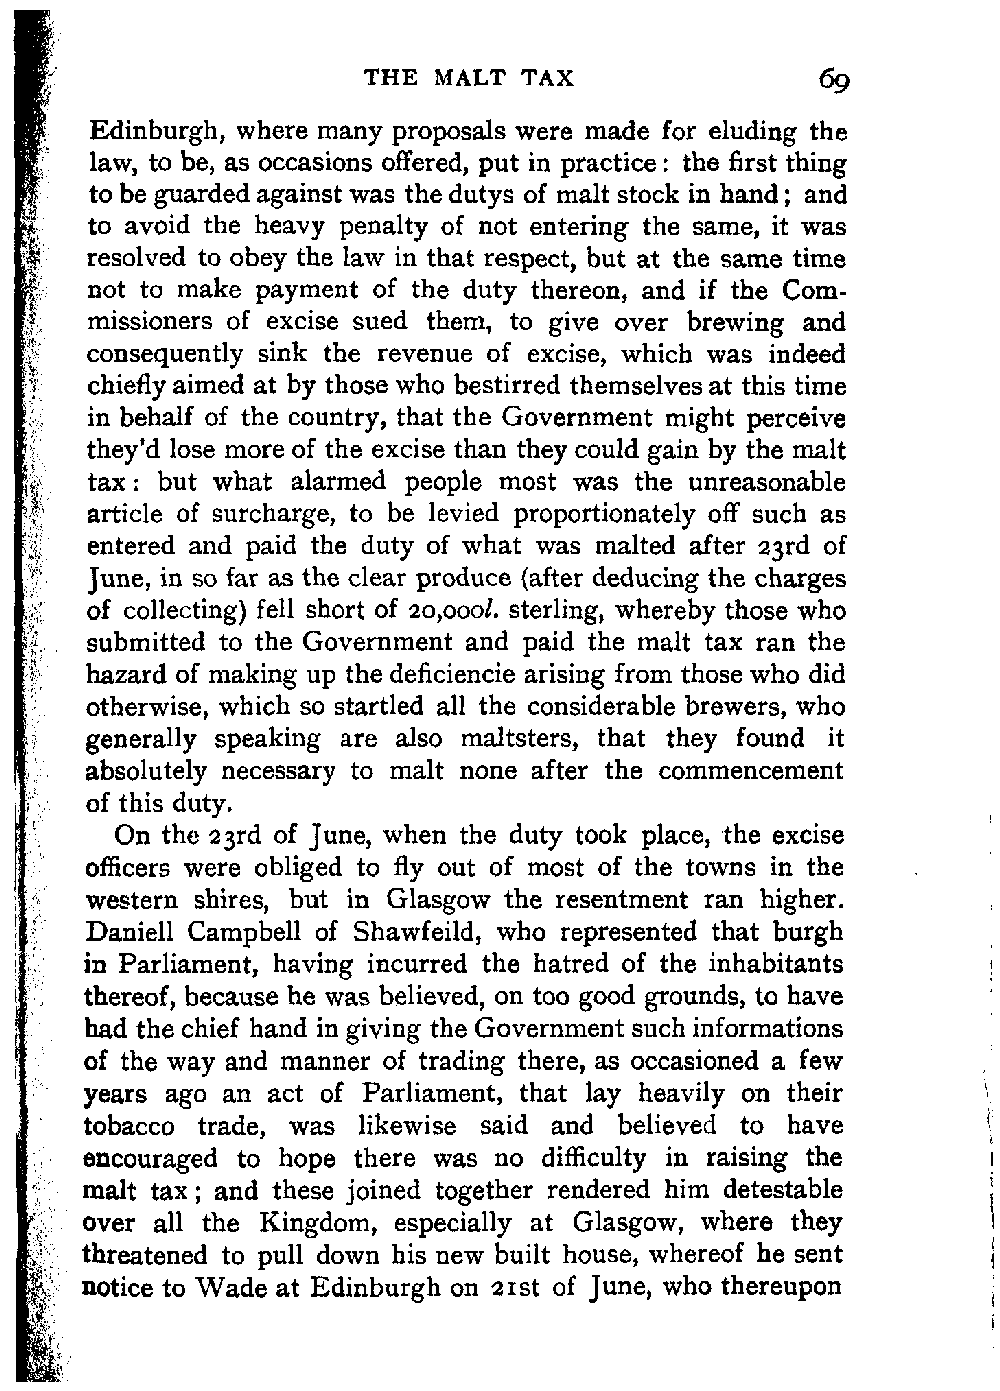 THE MALT TAX 69
Edinburgh, where many proposals were made for eluding the
law, to be, as occasions offered, put in practice: the first thing
to be guarded against was the dutys of malt stock in hand; and
to avoid the heavy penalty of not entering the same, it was
resolved to obey the law in that respect, but at the same time
not to make payment of the duty thereon, and if the Com-
missioners of excise sued them, to give over brewing and
consequently sink the revenue of excise, which was indeed
chiefly aimed at by those who bestirred themselves at this time
in behalf of the country, that the Government might perceive
they'd lose more of the excise than they could gain by the malt
tax: but what alarmed people most was the unreasonable
article of surcharge, to be levied proportionately off such as
entered and paid the duty of what was malted after 23rd of
June, in so far as the clear produce (after deducing the charges
of collecting) fell short of 20,000l. sterling, whereby those who
submitted to the Government and paid the malt tax ran the
hazard of making up the deficiencie arising from those who did
otherwise, which so startled all the considerable brewers, who
generally speaking are also maltsters, that they found it
absolutely necessary to malt none after the commencement
of this duty.
On the 23rd of June, when the duty took place, the excise
officers were obliged to fly out of most of the towns in the
western shires, but in Glasgow the resentment ran higher.
Daniell Campbell of Shawfeild, who represented that burgh
in Parliament, having incurred the hatred of the inhabitants
thereof, because he was believed, on too good grounds, to have
had the chief hand in giving the Government such informations
of the way and manner of trading there, as occasioned a few
years ago an act of Parliament, that lay heavily on their
tobacco trade, was likewise said and believed to have
encouraged to hope there was no difficulty in raising the
malt tax; and these joined together rendered him detestable
over all the Kingdom, especially at Glasgow, where they
threatened to pull down his new built house, whereof he sent
notice to Wade at Edinburgh on 21st of June, who thereupon